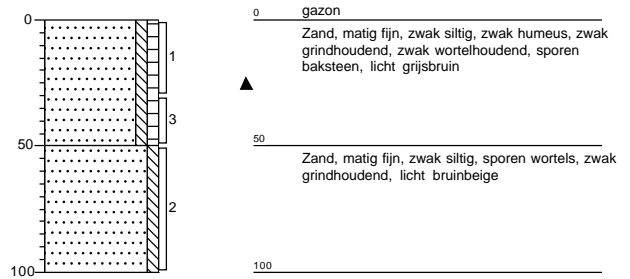 0
1
3
50
2
100
0
gazon
Zand, matig fijn, zwak siltig, zwak humeus, zwak
grindhoudend, zwak wortelhoudend, sporen
baksteen, licht grijsbruin
50
Zand, matig fijn, zwak siltig, sporen wortels, zwak
grindhoudend, licht bruinbeige
100